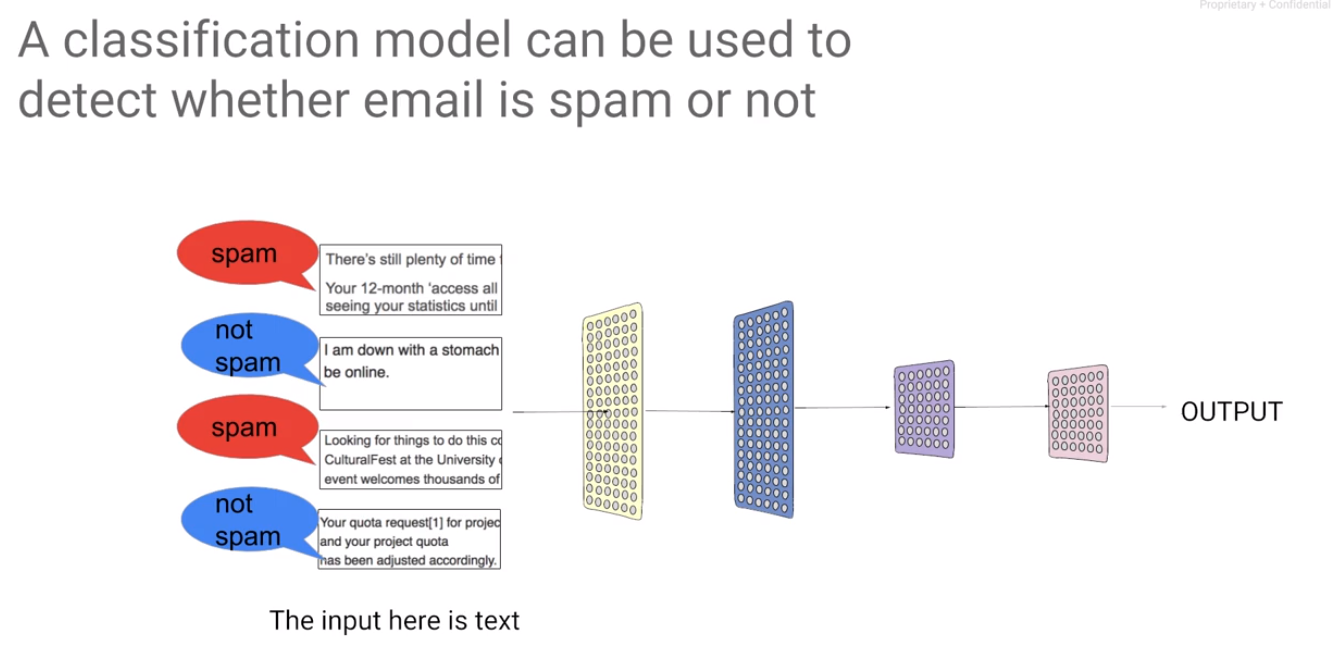 Proprietary + Confidential
A classification model can be used to
detect whether email is spam or not
spam
There's still plenty of time
Your 12-month 'access all
seeing your statistics until
not
spam
I am down with a stomach
be online.
spam
Looking for things to do this
CulturalFest at the University
event welcomes thousands of
not
spam
Your quota request[1] for projec
and your project quota
has been adjusted accordingly.
OUTPUT
The input here is text